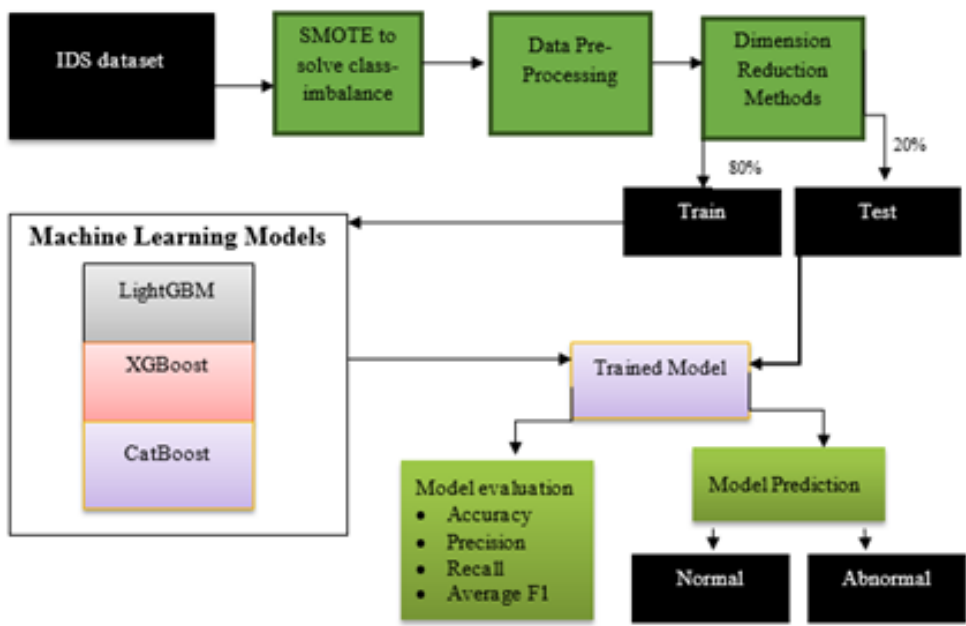 IDS dataset
SMOTE to
solve class-
imbalance
Data Pre-
Processing
Dimension
Reduction
Methods
80%
20%
Train
Test
Machine Learning Models
LightGBM
XGBoost
CatBoost
Trained Model
Model evaluation
• Accuracy
• Precision
• Recall
• Average F1
Model Prediction
Normal
Abnormal